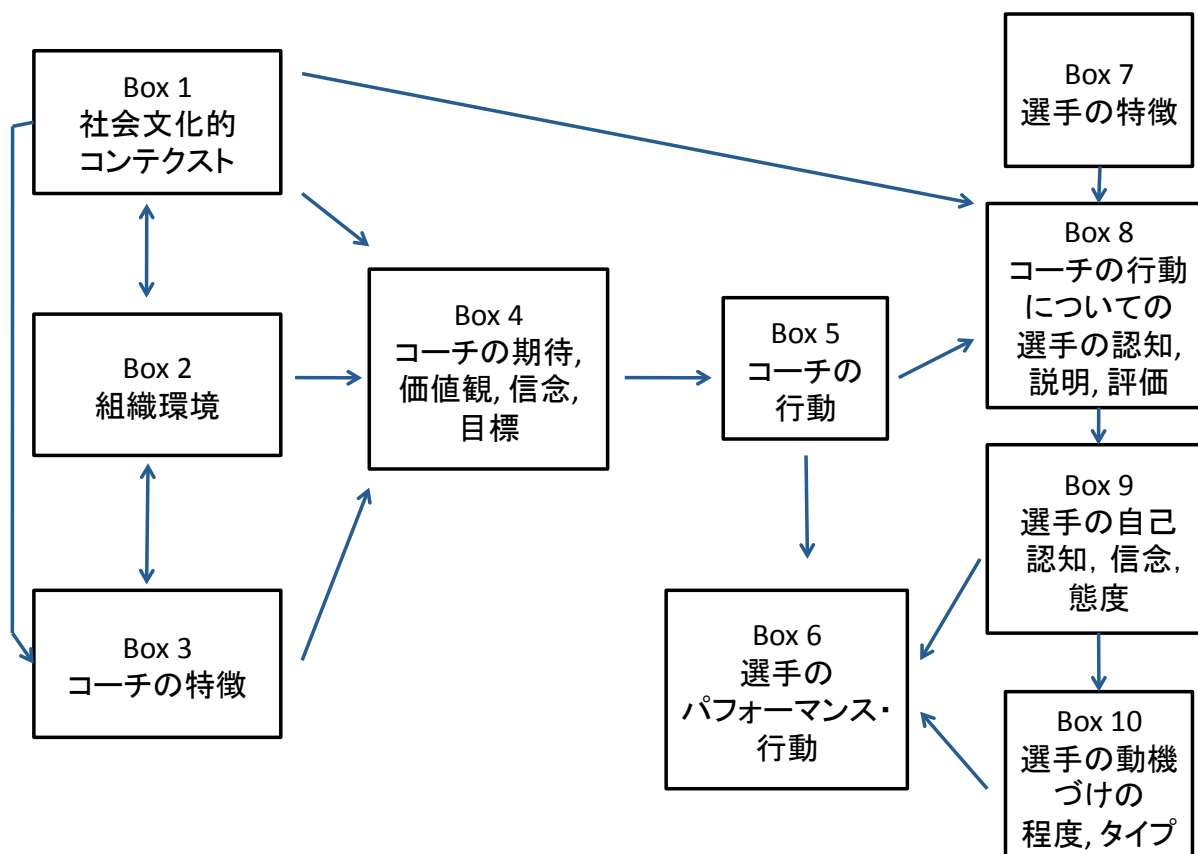 Box 1
社会文化的
コンテクスト
Box 2
組織環境
Box 3
コーチの特徴
Box 4
コーチの期待,
価値観, 信念,
目標
Box 5
コーチの
行動
Box 6
選手の
パフォーマンス・
行動
Box 7
選手の特徴
Box 8
コーチの行動
についての
選手の認知,
説明, 評価
Box 9
選手の自己
認知, 信念,
態度
Box 10
選手の動機
づけの
程度, タイプ